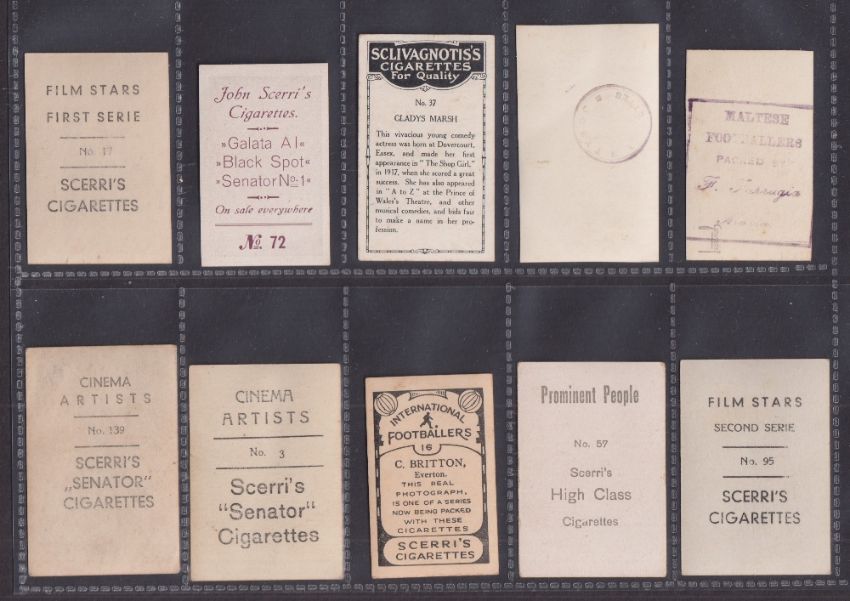 FILM STARS
FIRST SERIE
No. 17
SCERRI'S
CIGARETTES
John Scerri's
Cigarettes.
»Galata AI«
»Black Spot«
»Senator No·1«
On sale everywhere
No. 72
SCLIVAGNOTIS'S
CIGARETTES
For Quality
No. 37
GLADYS MARSH
This vivacious young comedy
actress was born at Dovercourt,
Essex, and made her first
appearance in "The Shop Girl,"
in 1917, when she scored a great
success. She has also appeared
in "A to Z" at the Prince of
Wales's Theatre, and other
musical comedies, and bids fair
to make a name in her pro-
fession.
MALTESE
FOOTBALLERS
PACKED BY
CINEMA
ARTISTS
No. 139
SCERRI'S
„SENATOR"
CIGARETTES
CINEMA
ARTISTS
No. 3
Scerri's
"Senator"
Cigarettes
INTERNATIONAL
FOOTBALLERS
16
C. BRITTON,
Everton.
THIS REAL
PHOTOGRAPH,
IS ONE OF A SERIES
NOW BEING PACKED
WITH THESE
CIGARETTES
SCERRI'S
CIGARETTES
Prominent People
No. 57
Scerri's
High Class
Cigarettes
FILM STARS
SECOND SERIE
No. 95
SCERRI'S
CIGARETTES